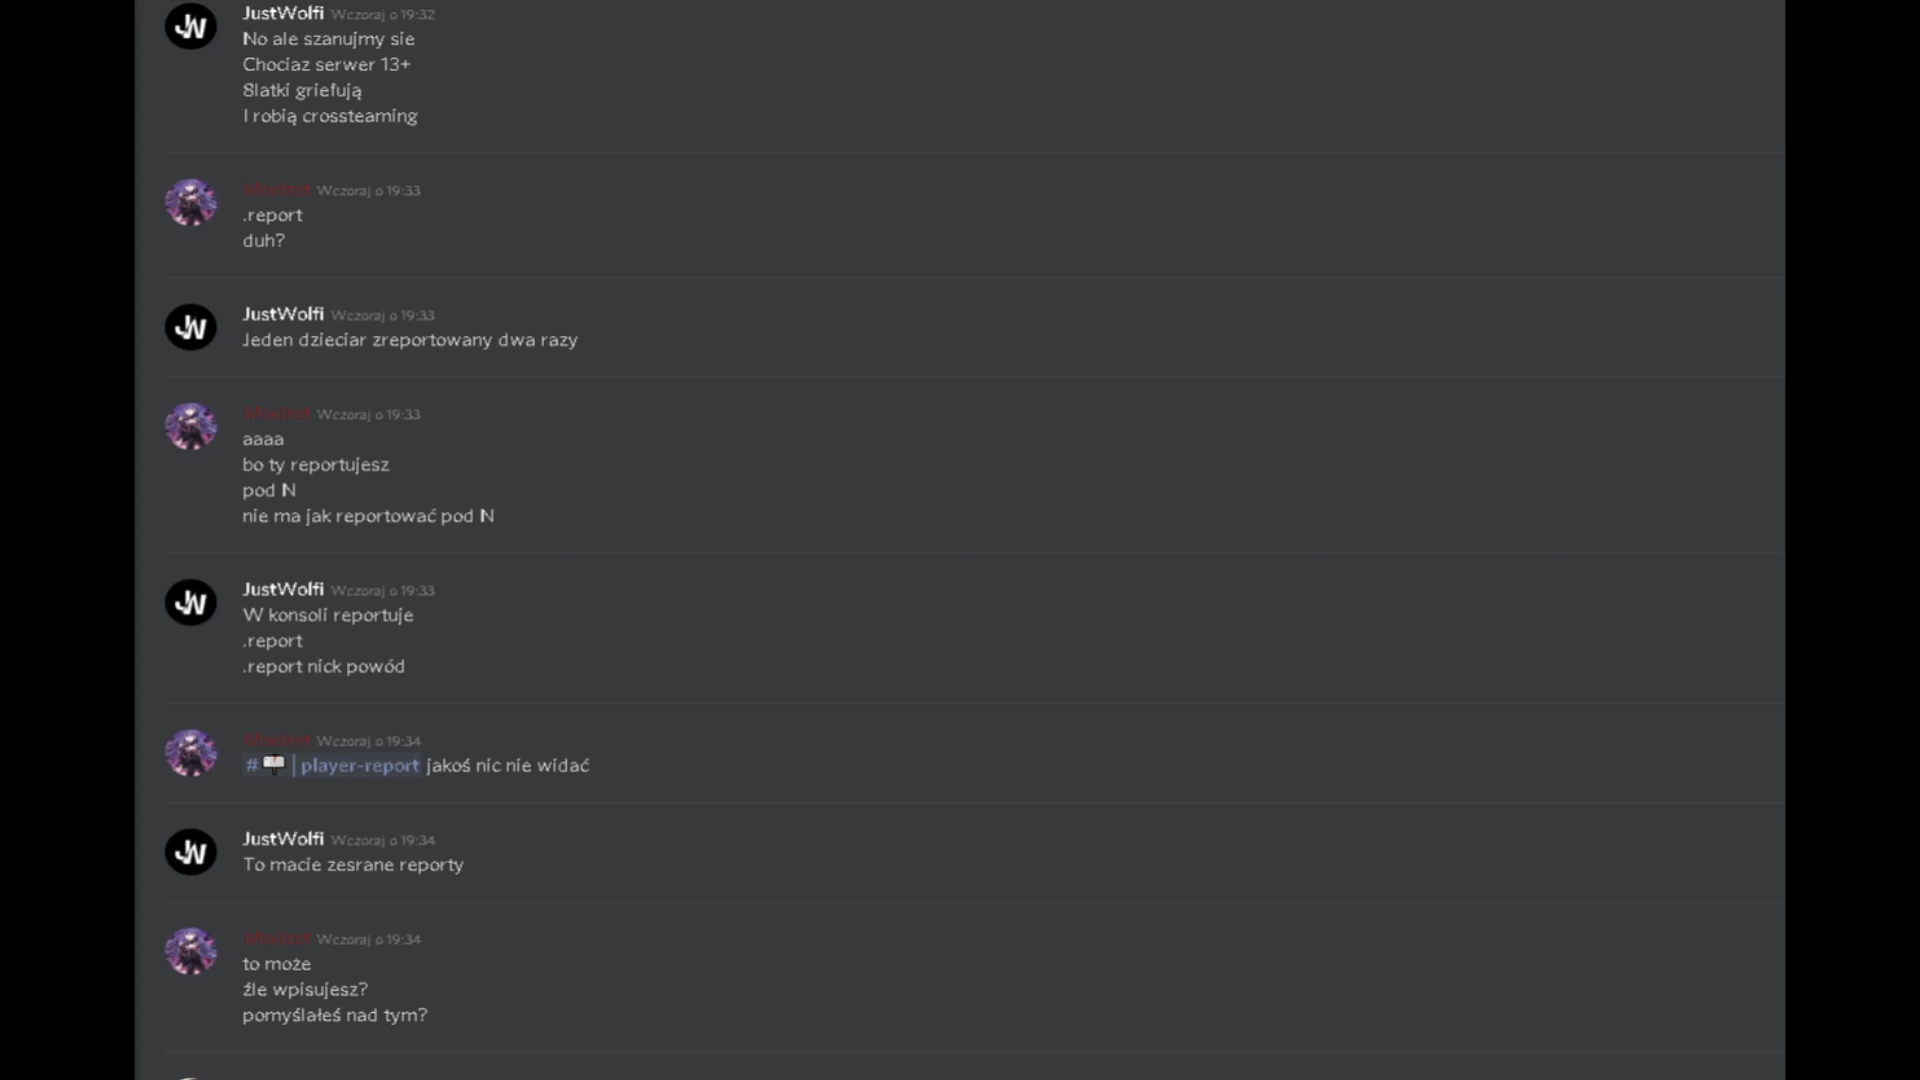 JustWolfi Wczoraj o 19:32
No ale szanujmy sie
Chociaz serwer 13+
8latki griefują
I robią crossteaming
Wczoraj o 19:33
.report
duh?
JustWolfi Wczoraj o 19:33
Jeden dzieciar zreportowany dwa razy
Wczoraj o 19:33
aaaa
bo ty reportujesz
pod N
nie ma jak reportować pod N
JustWolfi Wczoraj o 19:33
W konsoli reportuje
.report
.report nick powód
Wczoraj o 19:34
# | player-report jakoś nic nie widać
JustWolfi Wczoraj o 19:34
To macie zesrane reporty
Wczoraj o 19:34
to może
źle wpisujesz?
pomyślałeś nad tym?